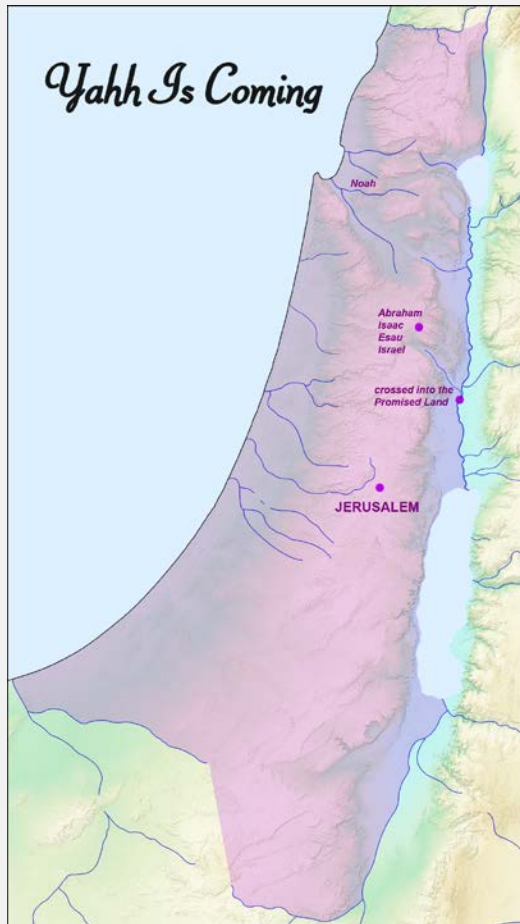 Yahh Is Coming
Noah
Abraham
Isaac
Esau
Israel
crossed into the
Promised Land
JERUSALEM